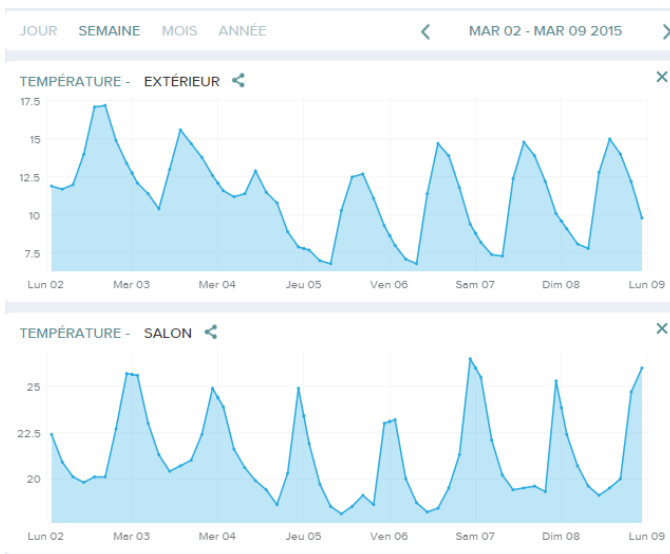 JOUR SEMAINE MOIS ANNÉE MAR 02 - MAR 09 2015
TEMPÉRATURE - EXTÉRIEUR
17.5
15
12.5
10
7.5
Lun 02 Mar 03 Mer 04 Jeu 05 Ven 06 Sam 07 Dim 08 Lun 09
TEMPÉRATURE - SALON
25
22.5
20
Lun 02 Mar 03 Mer 04 Jeu 05 Ven 06 Sam 07 Dim 08 Lun 09